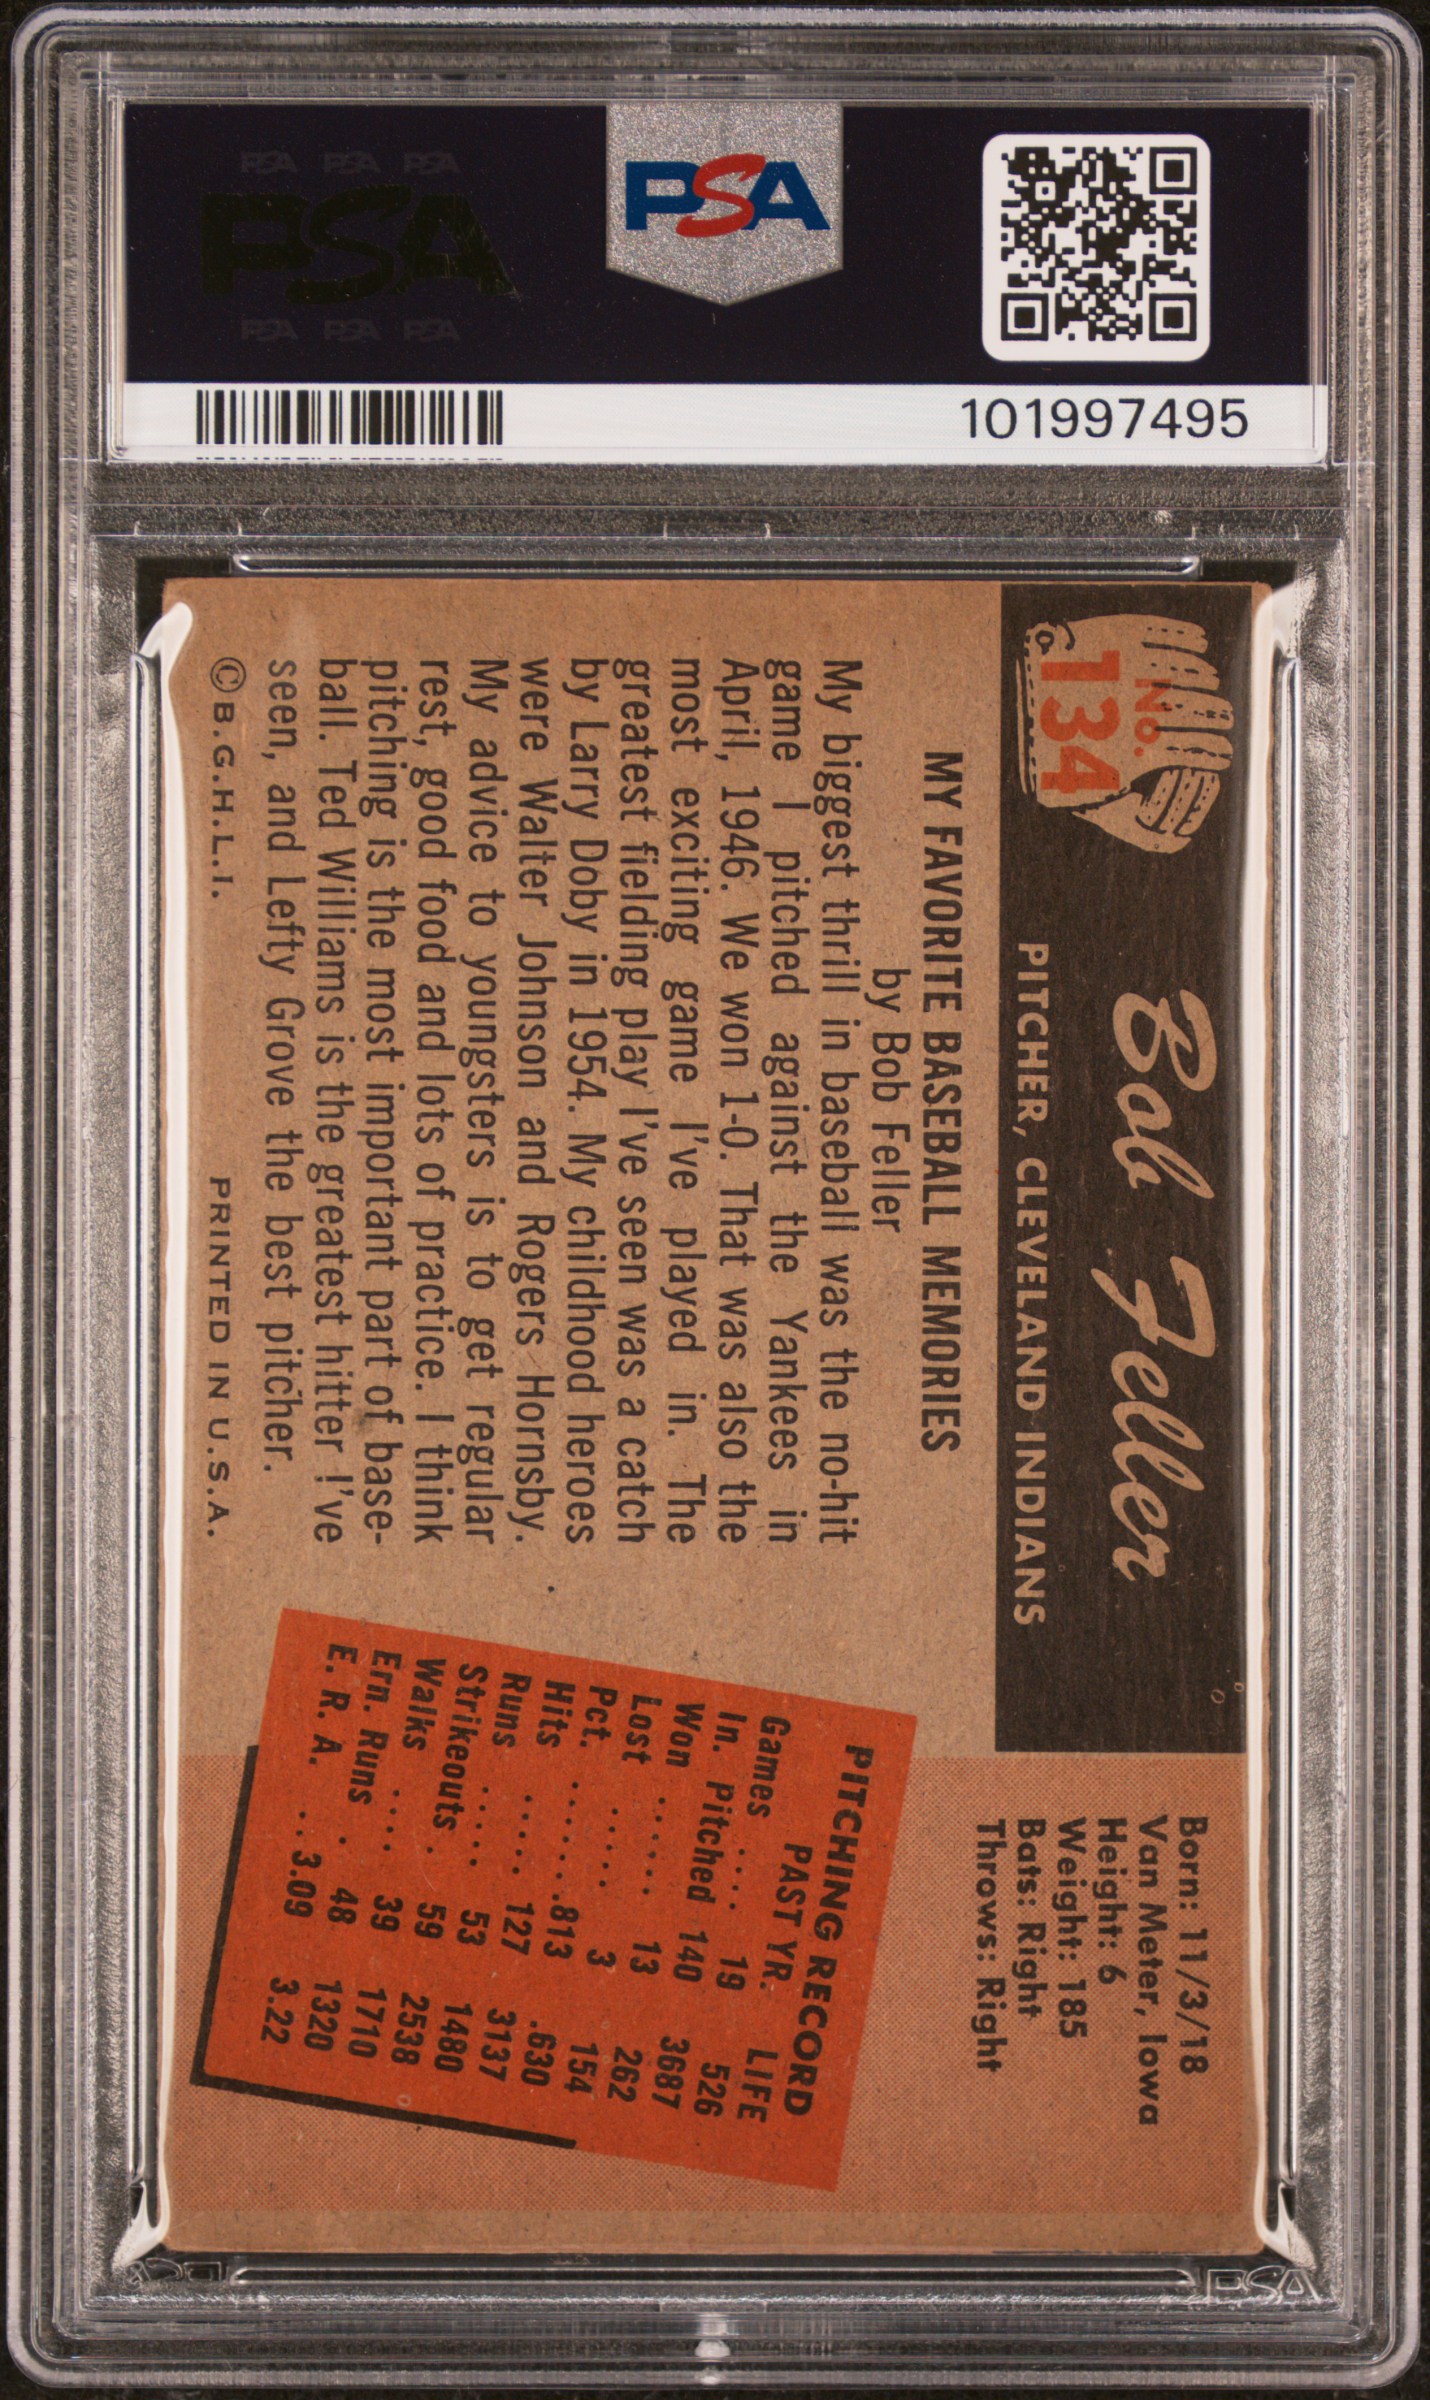 PSA PSA PSA
PSA
PSA PSA PSA
PSA
101997495
No.
134
Bob Feller
PITCHER, CLEVELAND INDIANS
MY FAVORITE BASEBALL MEMORIES
by Bob Feller
My biggest thrill in baseball was the no-hit
game I pitched against the Yankees in
April, 1946. We won 1-0. That was also the
most exciting game I've played in. The
greatest fielding play I've seen was a catch
by Larry Doby in 1954. My childhood heroes
were Walter Johnson and Rogers Hornsby.
My advice to youngsters is to get regular
rest, good food and lots of practice. I think
pitching is the most important part of base-
ball. Ted Williams is the greatest hitter I've
seen, and Lefty Grove the best pitcher.
© B.G.H.L.I. PRINTED IN U.S.A.
Born: 11/3/18
Van Meter, Iowa
Height: 6
Weight: 185
Bats: Right
Throws: Right
PITCHING RECORD
PAST YR. LIFE
Games .... 19 526
In. Pitched 140 3687
Won ...... 13 262
Lost ..... 3 154
Pct. .......813 .630
Hits ..... 127 3137
Runs ..... 53 1480
Strikeouts . 59 2538
Walks .... 39 1710
Ern. Runs . 48 1320
E. R. A. .. 3.09 3.22
PSA